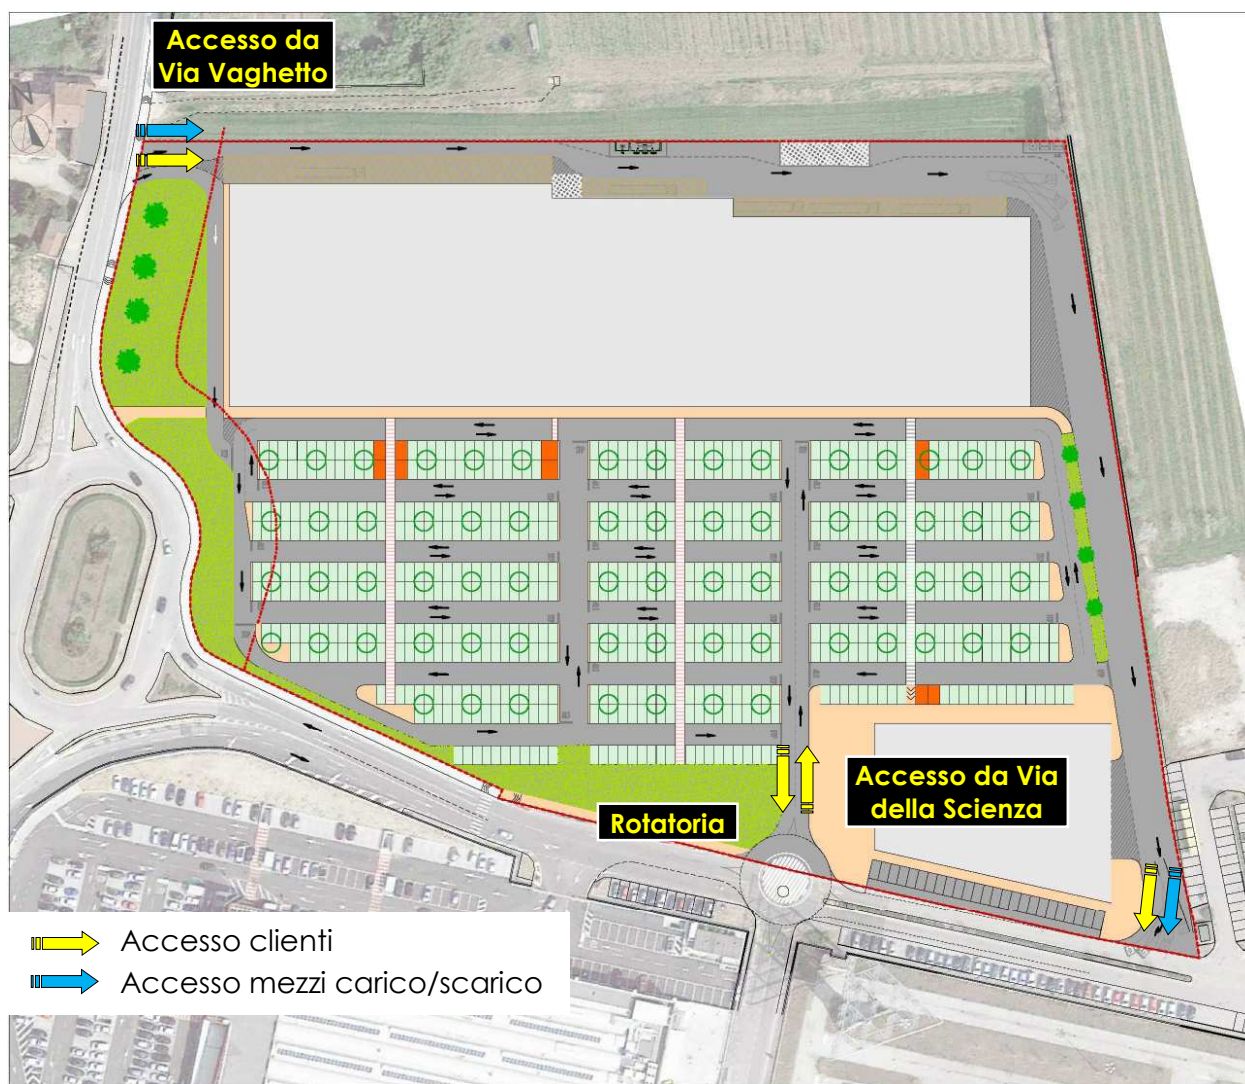 Accesso da
Via Vaghetto
Accesso da Via
della Scienza
Rotatoria
Accesso clienti
Accesso mezzi carico/scarico